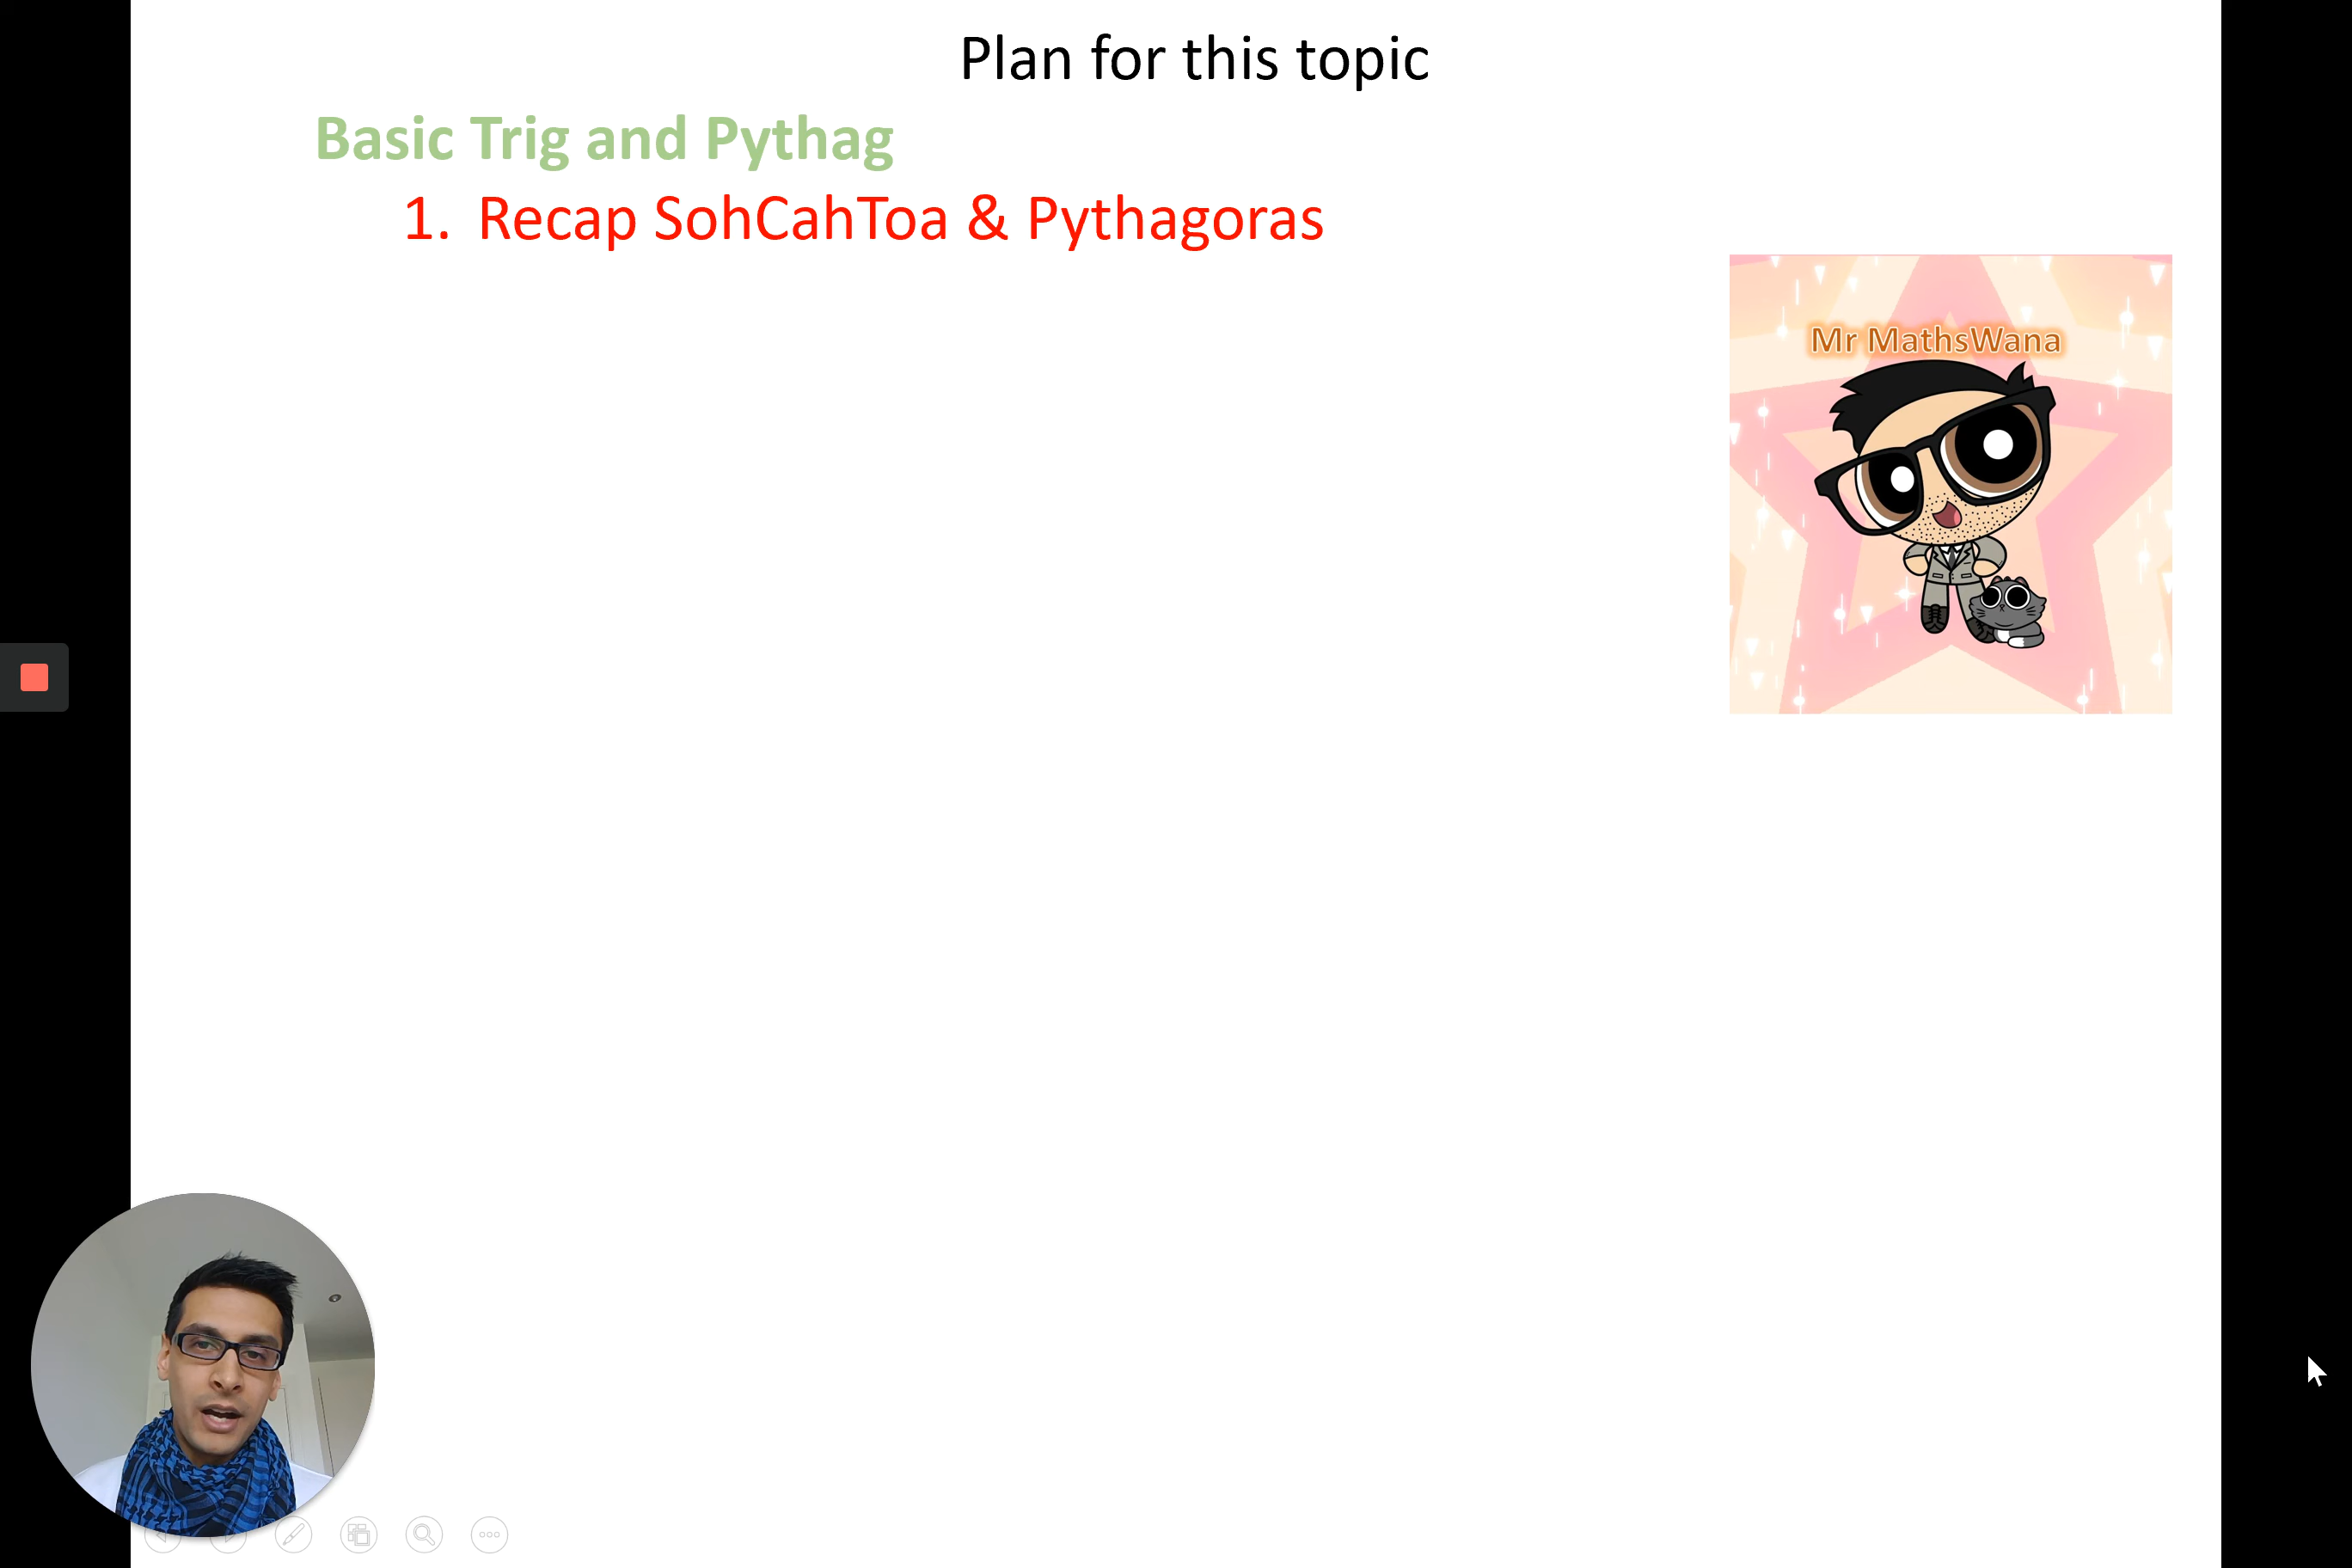 Plan for this topic
Basic Trig and Pythag
1. Recap SohCahToa & Pythagoras
Mr MathsWana